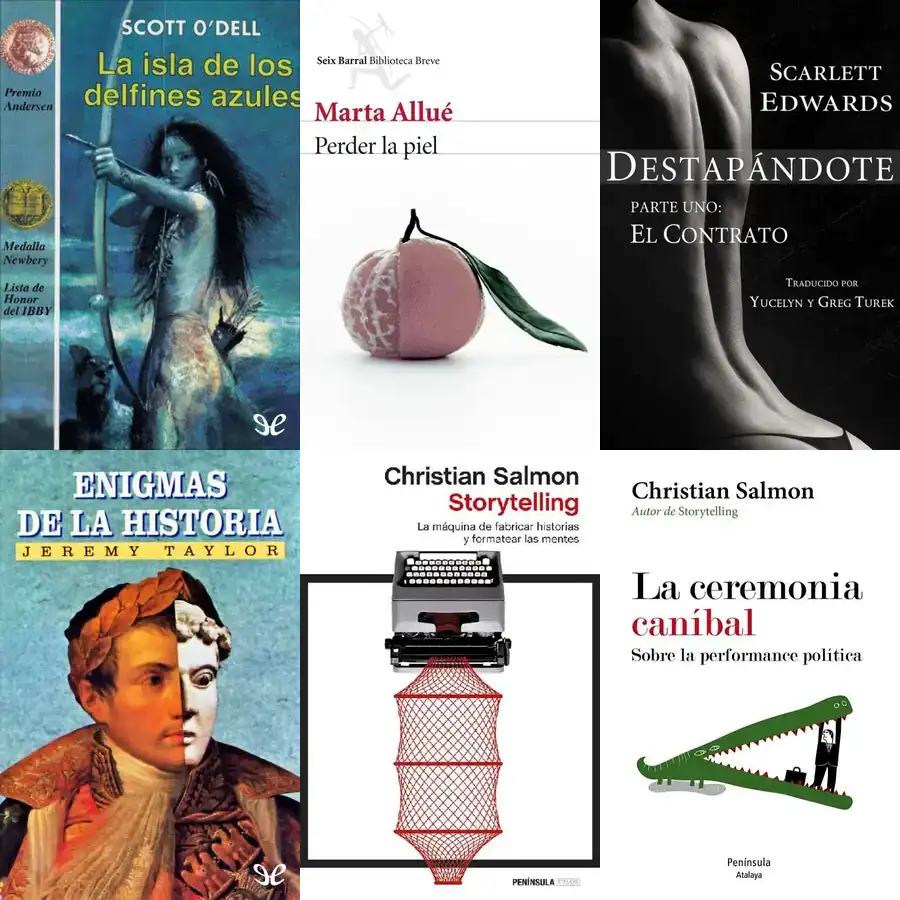 SCOTT O'DELL
La isla de los
delfines azules
Premio
Andersen
Medalla
Newbery
Lista de
Honor
del IBBY
Seix Barral Biblioteca Breve
Marta Allué
Perder la piel
SCARLETT
EDWARDS
DESTAPÁNDOTE
PARTE UNO:
EL CONTRATO
TRADUCIDO POR
YUCELYN Y GREG TUREK
ENIGMAS
DE LA HISTORIA
JEREMY TAYLOR
Christian Salmon
Storytelling
La máquina de fabricar historias
y formatear las mentes
PENÍNSULA
Christian Salmon
Autor de Storytelling
La ceremonia
caníbal
Sobre la performance política
Península
Atalaya